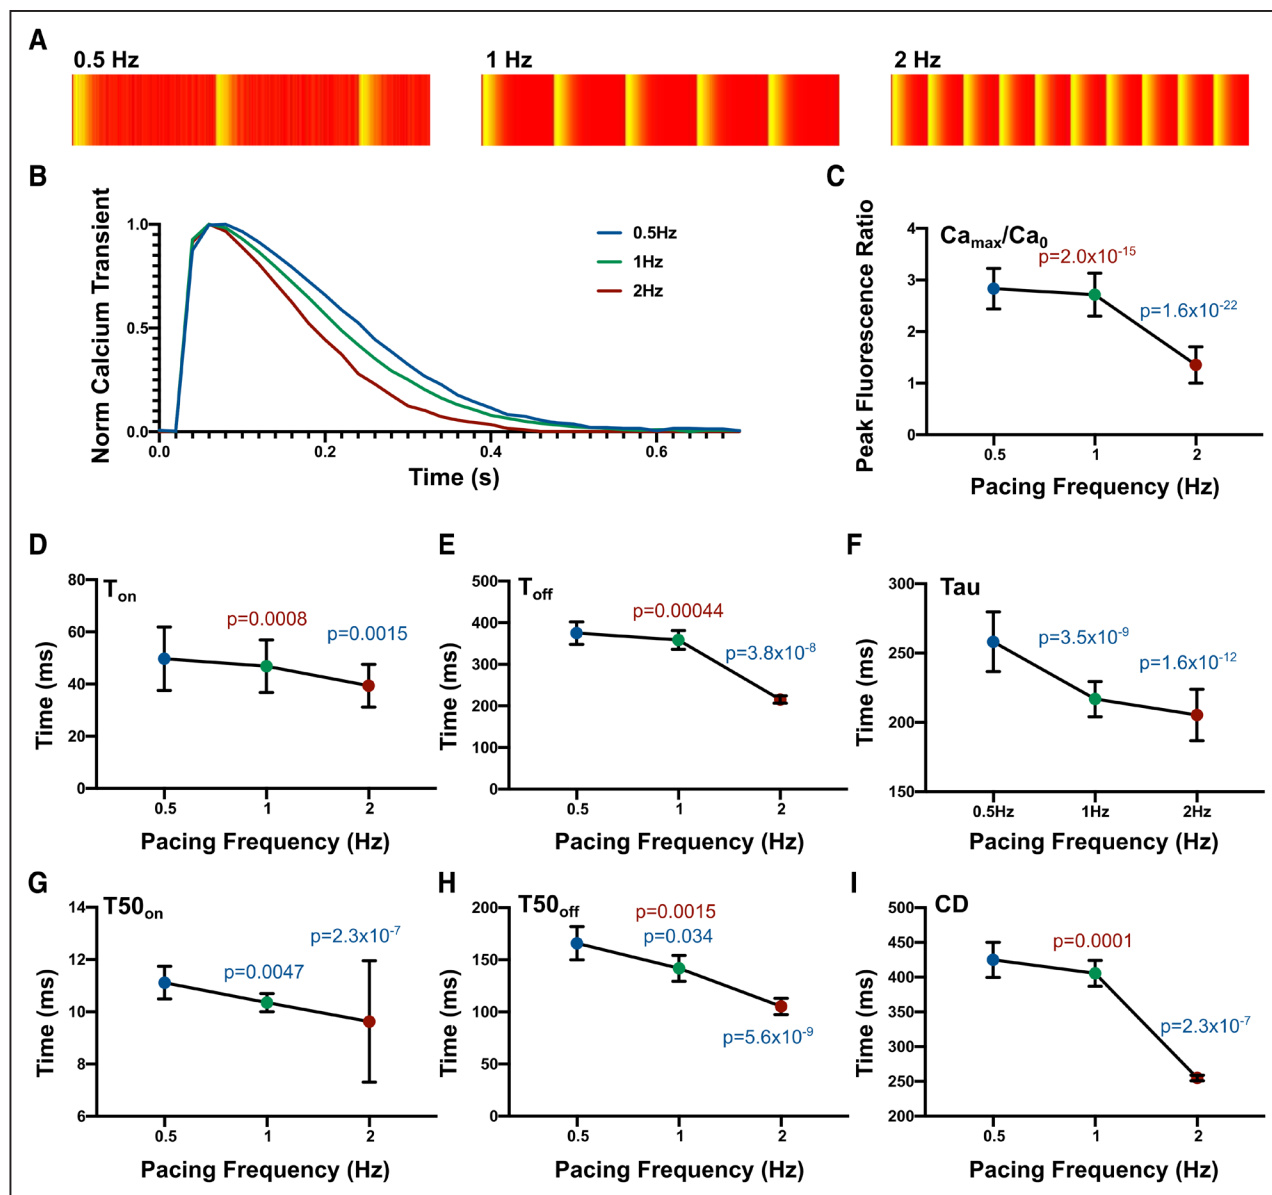 A
0.5 Hz
1 Hz
2 Hz
B
Norm Calcium Transient
1.0
0.5
0.0
0.0
0.2
0.4
0.6
Time (s)
0.5Hz
1Hz
2Hz
C
Peak Fluorescence Ratio
Ca_max/Ca_0
p=2.0x10^-15
p=1.6x10^-22
4
3
2
1
0
0.5
1
2
Pacing Frequency (Hz)
D
T_on
Time (ms)
80
60
40
20
0
p=0.0008
p=0.0015
0.5
1
2
Pacing Frequency (Hz)
E
T_off
Time (ms)
500
400
300
200
100
0
p=0.00044
p=3.8x10^-8
0.5
1
2
Pacing Frequency (Hz)
F
Tau
Time (ms)
300
250
200
150
p=3.5x10^-9
p=1.6x10^-12
0.5Hz
1Hz
2Hz
Pacing Frequency (Hz)
G
T50_on
Time (ms)
14
12
10
8
6
p=2.3x10^-7
p=0.0047
0.5
1
2
Pacing Frequency (Hz)
H
T50_off
Time (ms)
200
150
100
50
0
p=0.0015
p=0.034
p=5.6x10^-9
0.5
1
2
Pacing Frequency (Hz)
I
CD
Time (ms)
500
450
400
350
300
250
200
p=0.0001
p=2.3x10^-7
0.5
1
2
Pacing Frequency (Hz)